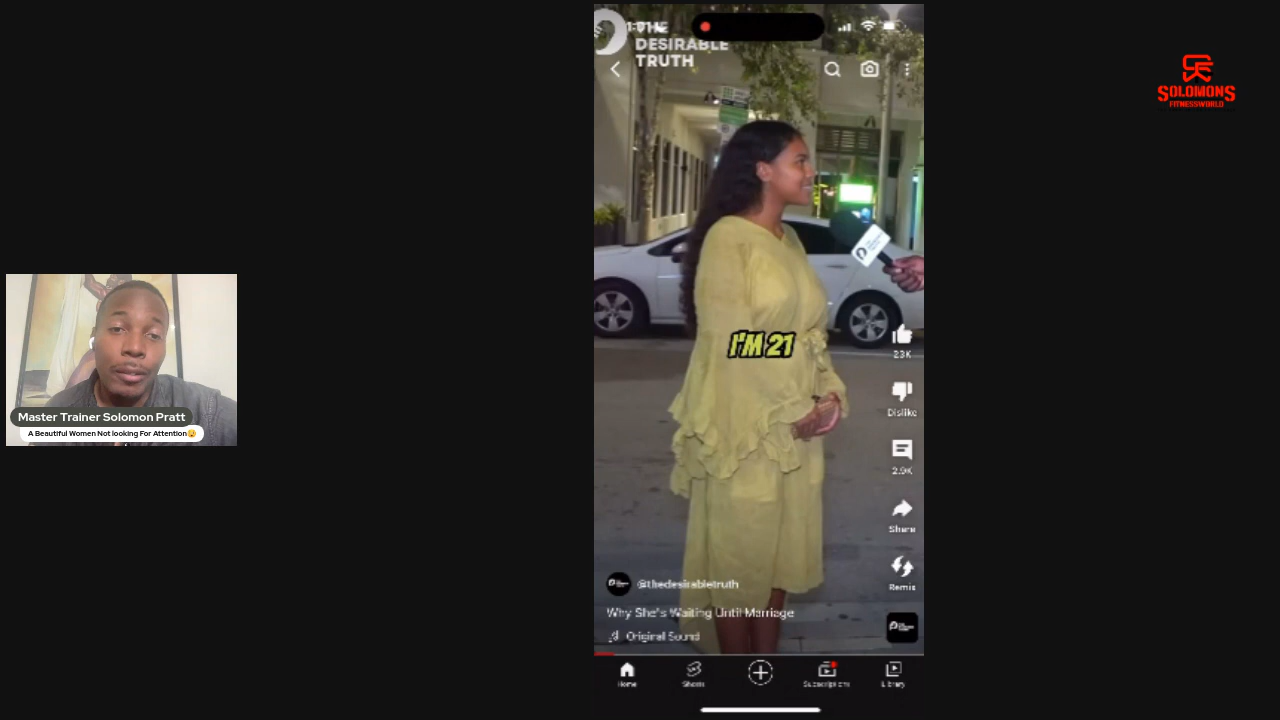 THE
DESIRABLE
TRUTH
SOLOMONS
FITNESSWORLD
I'M 21
23K
Dislike
2.9K
Share
Remix
Master Trainer Solomon Pratt
A Beautiful Women Not looking For Attention
@thedesirabletruth
Why She's Waiting Until Marriage
Original Sound
Home
Shorts
Subscriptions
Library